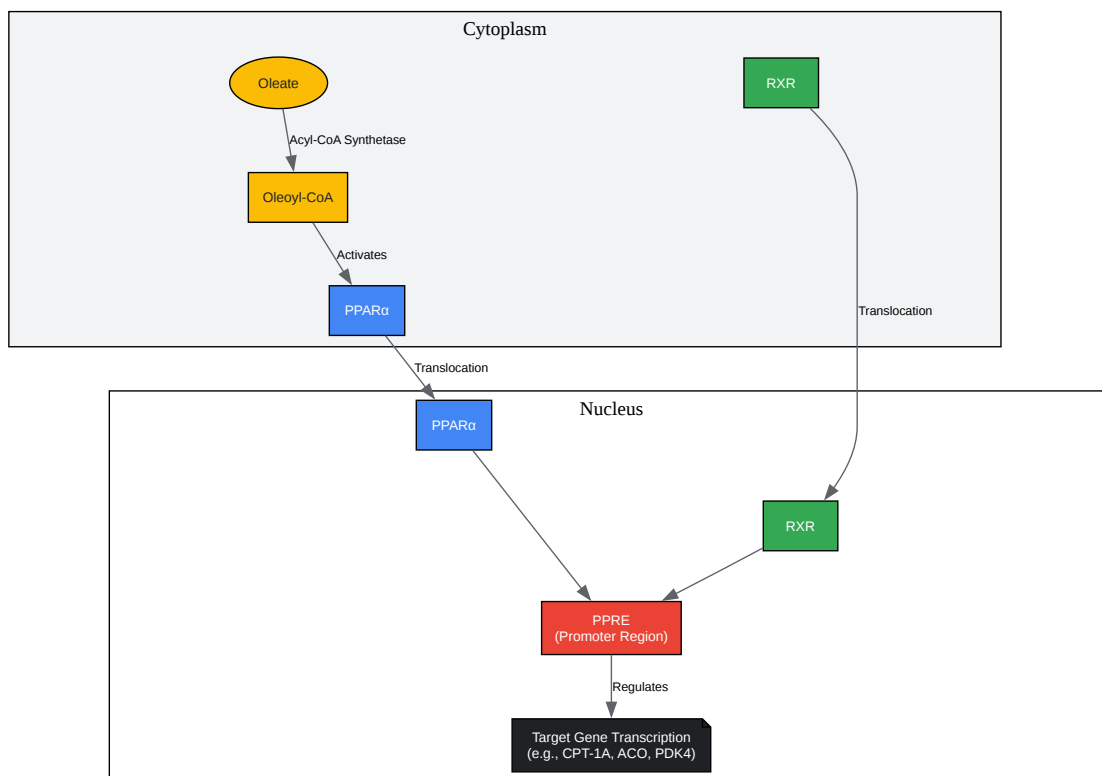 Cytoplasm
Oleate
RXR
Acyl-CoA Synthetase
Oleoyl-CoA
Activates
PPARα
Translocation
Translocation
Nucleus
PPARα
RXR
PPRE
(Promoter Region)
Regulates
Target Gene Transcription
(e.g., CPT-1A, ACO, PDK4)